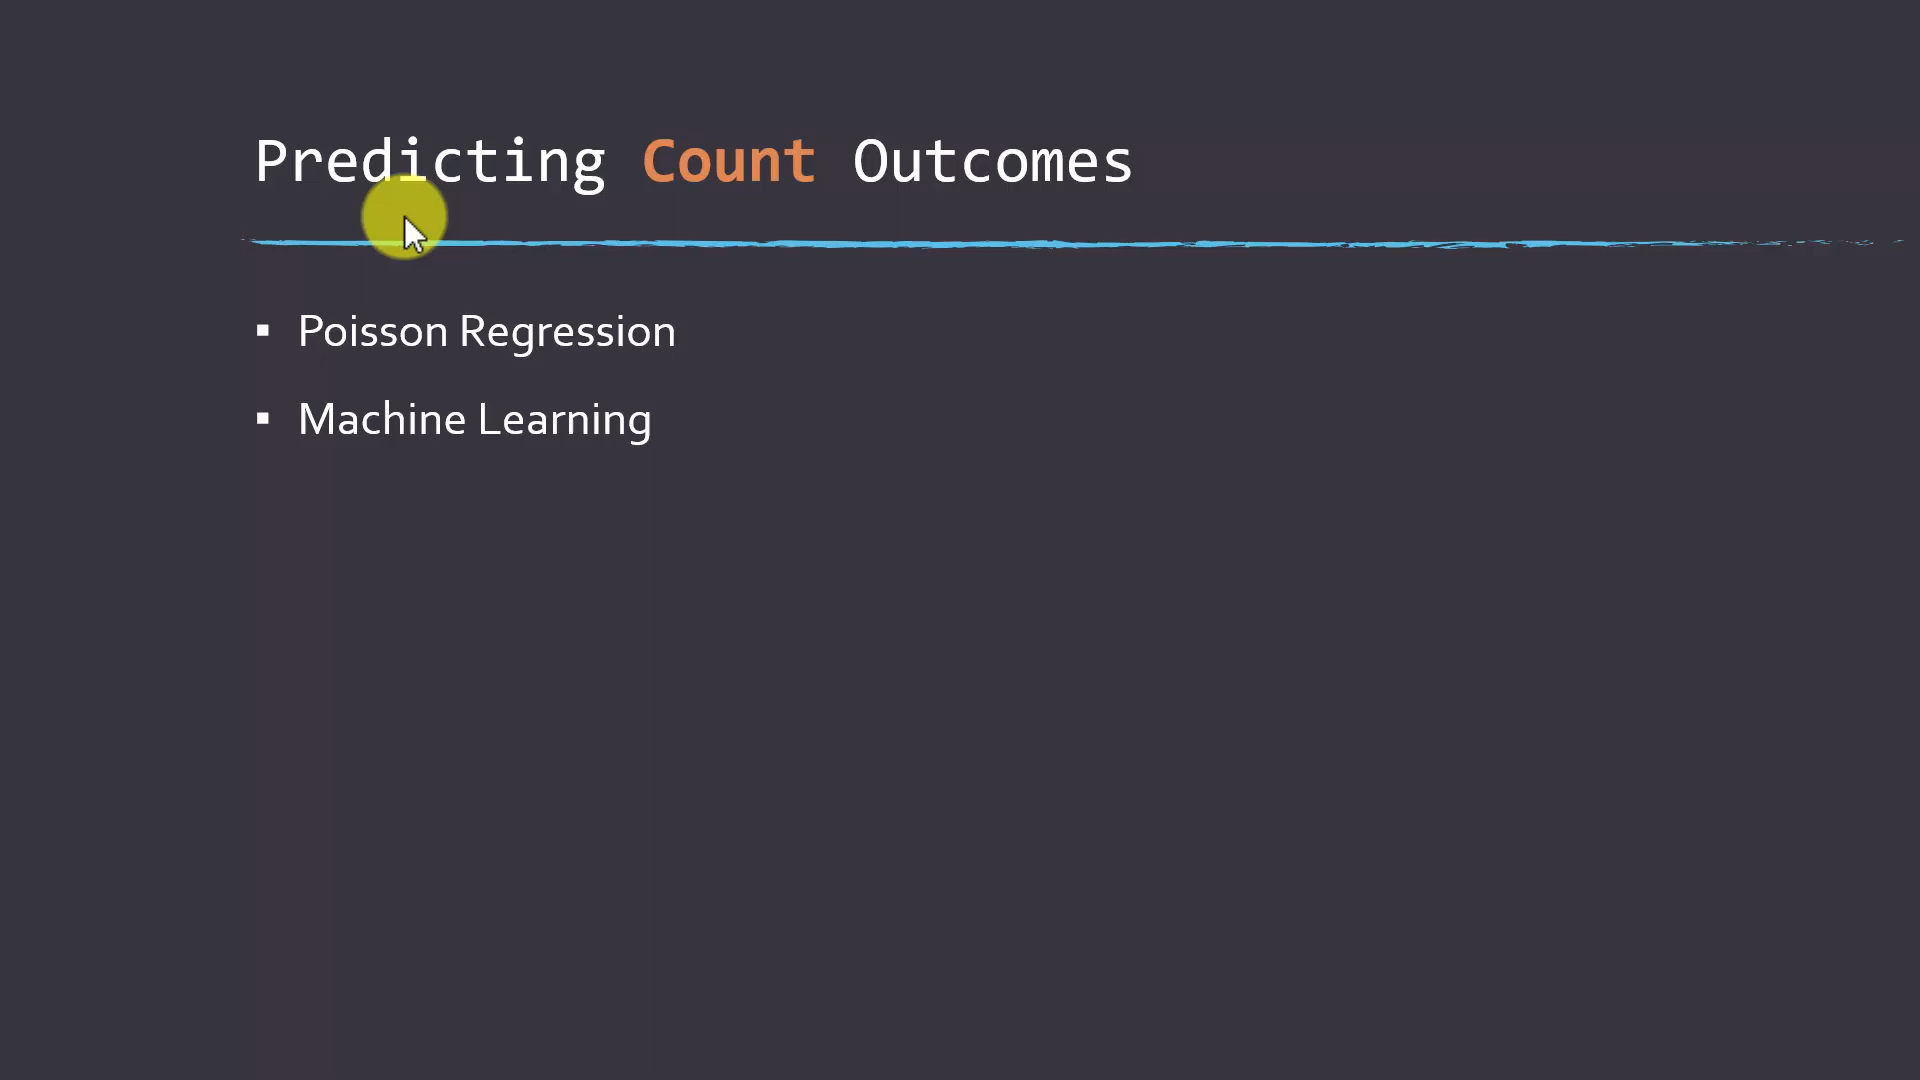 Predicting Count Outcomes
▪ Poisson Regression
▪ Machine Learning